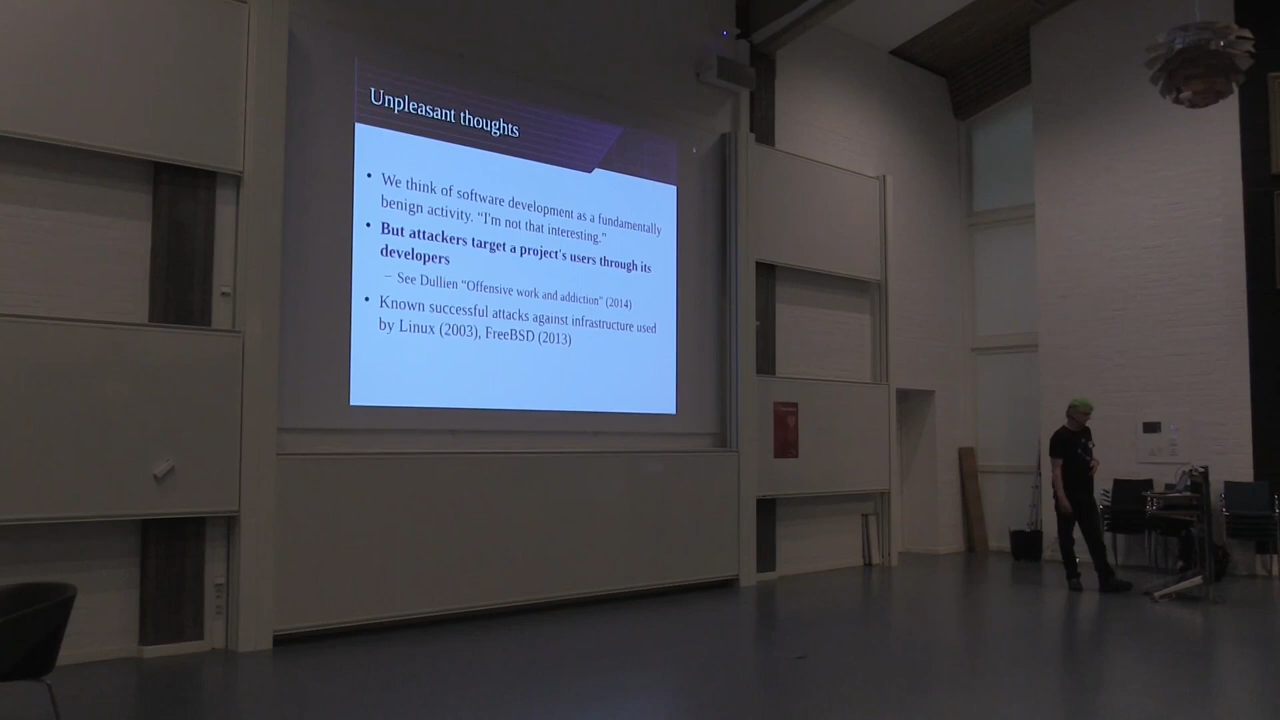 Unpleasant thoughts
• We think of software development as a fundamentally
benign activity. “I'm not that interesting.”
• But attackers target a project's users through its
developers
– See Dullien “Offensive work and addiction” (2014)
• Known successful attacks against infrastructure used
by Linux (2003), FreeBSD (2013)